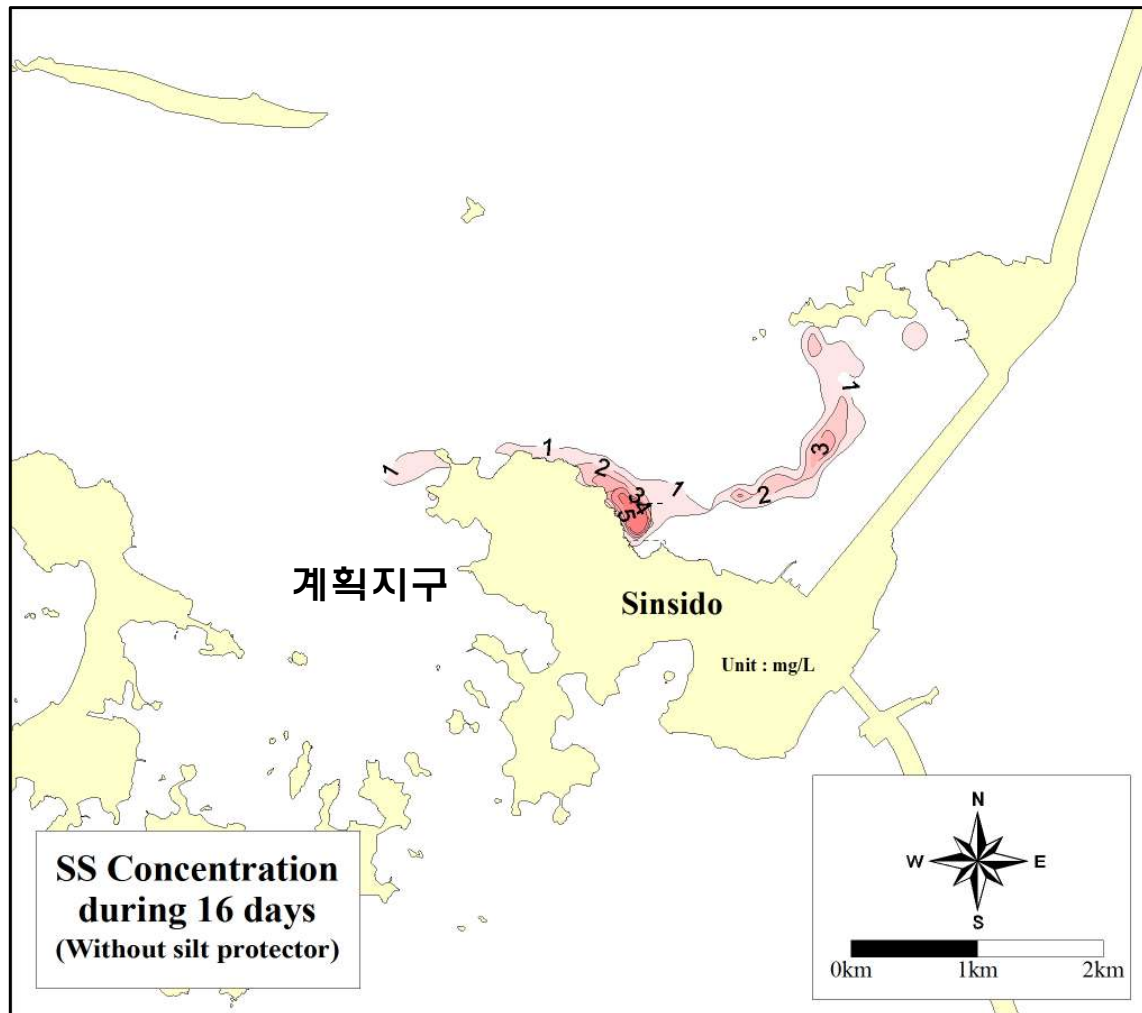 1
1
3
1
1
2
1
3
4
5
2
계획지구
Sinsido
Unit : mg/L
SS Concentration
during 16 days
(Without silt protector)
N
W E
S
0km 1km 2km